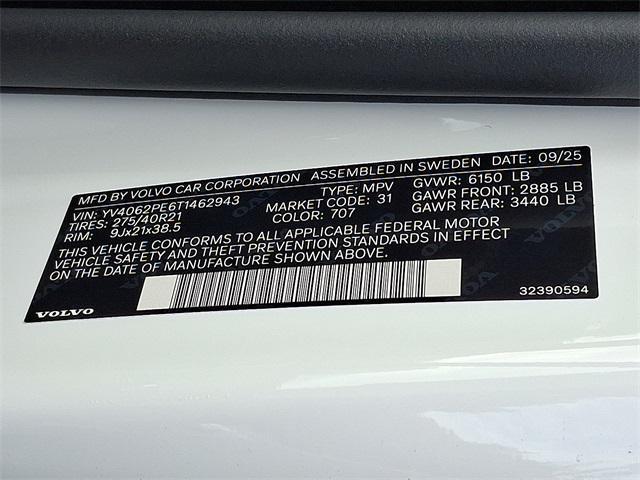 MFD BY VOLVO CAR CORPORATION ASSEMBLED IN SWEDEN DATE: 09/25
VIN: YV4062PE6T1462943 TYPE: MPV GVWR: 6150 LB
TIRES: 275/40R21 MARKET CODE: 31 GAWR FRONT: 2885 LB
RIM: 9Jx21x38.5 COLOR: 707 GAWR REAR: 3440 LB
THIS VEHICLE CONFORMS TO ALL APPLICABLE FEDERAL MOTOR
VEHICLE SAFETY AND THEFT PREVENTION STANDARDS IN EFFECT
ON THE DATE OF MANUFACTURE SHOWN ABOVE.
VOLVO 32390594